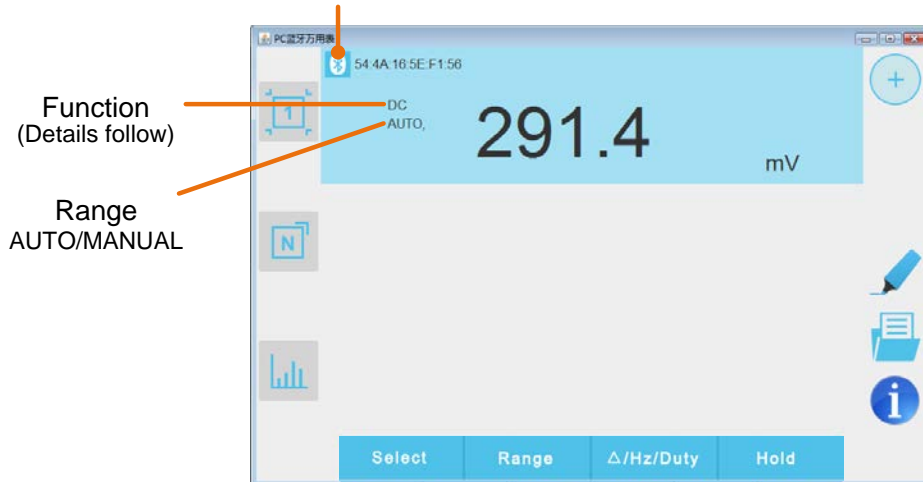 PC蓝牙万用表
54:4A:16:5E:F1:56
Function
(Details follow)
1
DC
AUTO,
291.4
mV
Range
AUTO/MANUAL
N
Select
Range
△/Hz/Duty
Hold